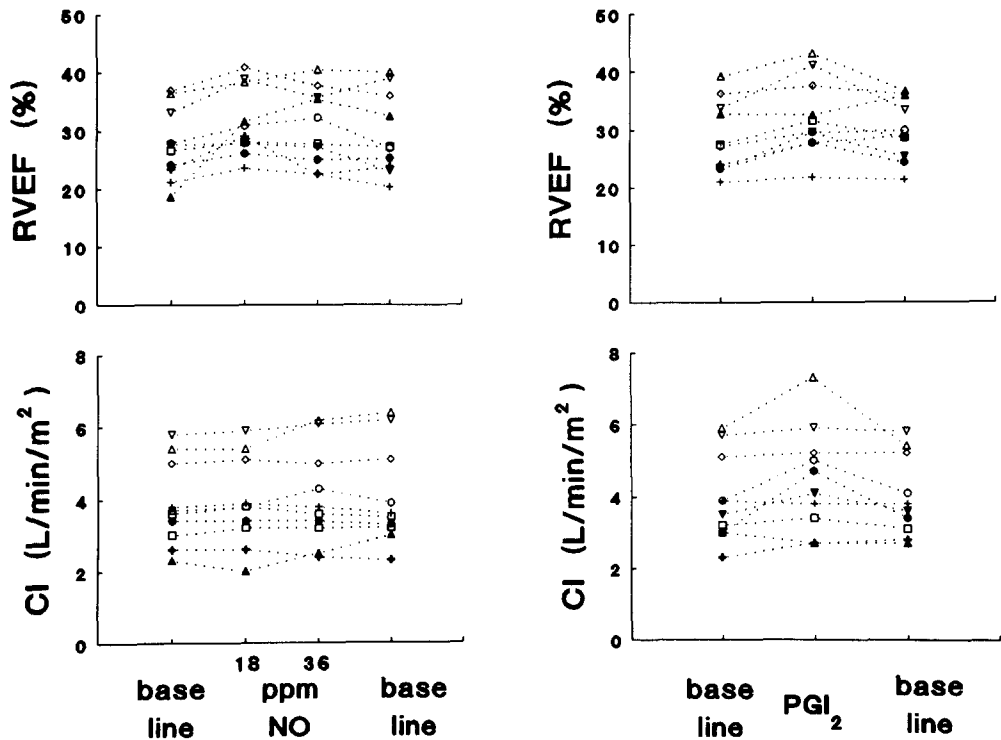 50
40
30
20
10
0
RVEF (%)
50
40
30
20
10
0
RVEF (%)
8
6
4
2
0
CI (L/min/m²)
18 36
base line
ppm NO
base line
8
6
4
2
0
CI (L/min/m²)
base line
PGI₂
base line